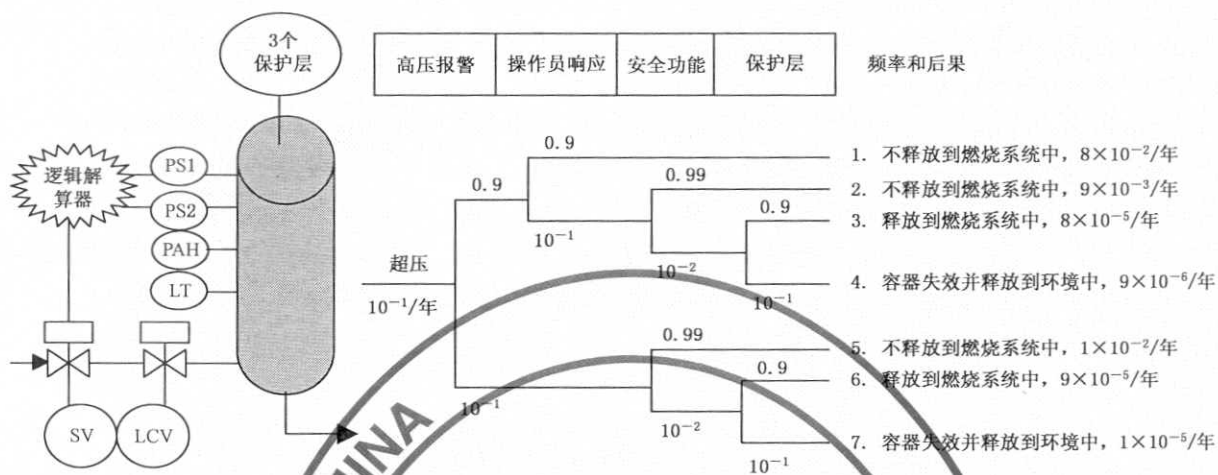 3个
保护层
逻辑解
算器
PS1
PS2
PAH
LT
SV
LCV
高压报警 操作员响应 安全功能 保护层 频率和后果
超压
10⁻¹/年
0.9
10⁻¹
0.9
10⁻¹
0.99
10⁻²
0.9
10⁻¹
0.99
10⁻²
0.9
10⁻¹
1. 不释放到燃烧系统中，8×10⁻²/年
2. 不释放到燃烧系统中，9×10⁻³/年
3. 释放到燃烧系统中，8×10⁻⁵/年
4. 容器失效并释放到环境中，9×10⁻⁶/年
5. 不释放到燃烧系统中，1×10⁻²/年
6. 释放到燃烧系统中，9×10⁻⁵/年
7. 容器失效并释放到环境中，1×10⁻⁵/年
INA